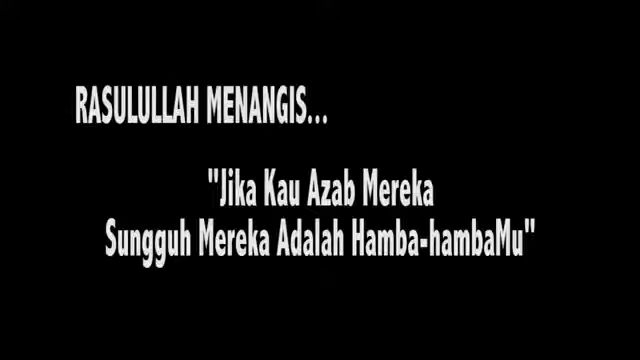 RASULULLAH MENANGIS...
"Jika Kau Azab Mereka
Sungguh Mereka Adalah Hamba-hambaMu"